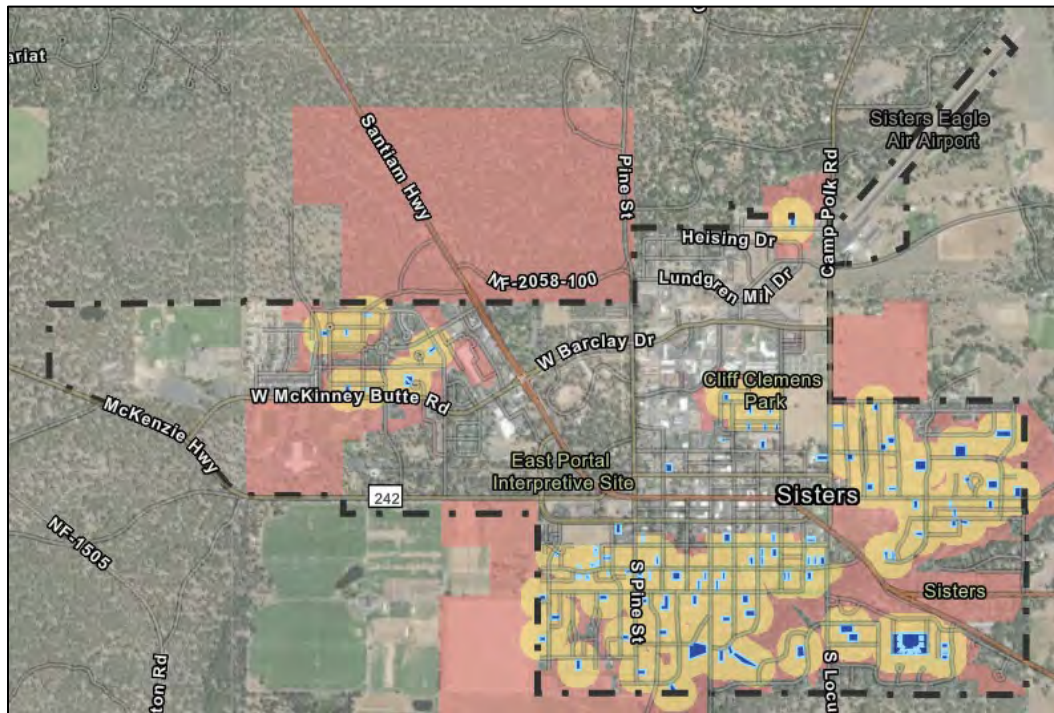 ariat
Santiam Hwy
Pine St
Camp Polk Rd
Sisters Eagle
Air Airport
Heising Dr
Lundgren Mill Dr
NF-2058-100
W Barclay Dr
W McKinney Butte Rd
Cliff Clemens
Park
McKenzie Hwy
East Portal
Interpretive Site
Sisters
242
NF-1505
S Pine St
Sisters
ton Rd
S Locu